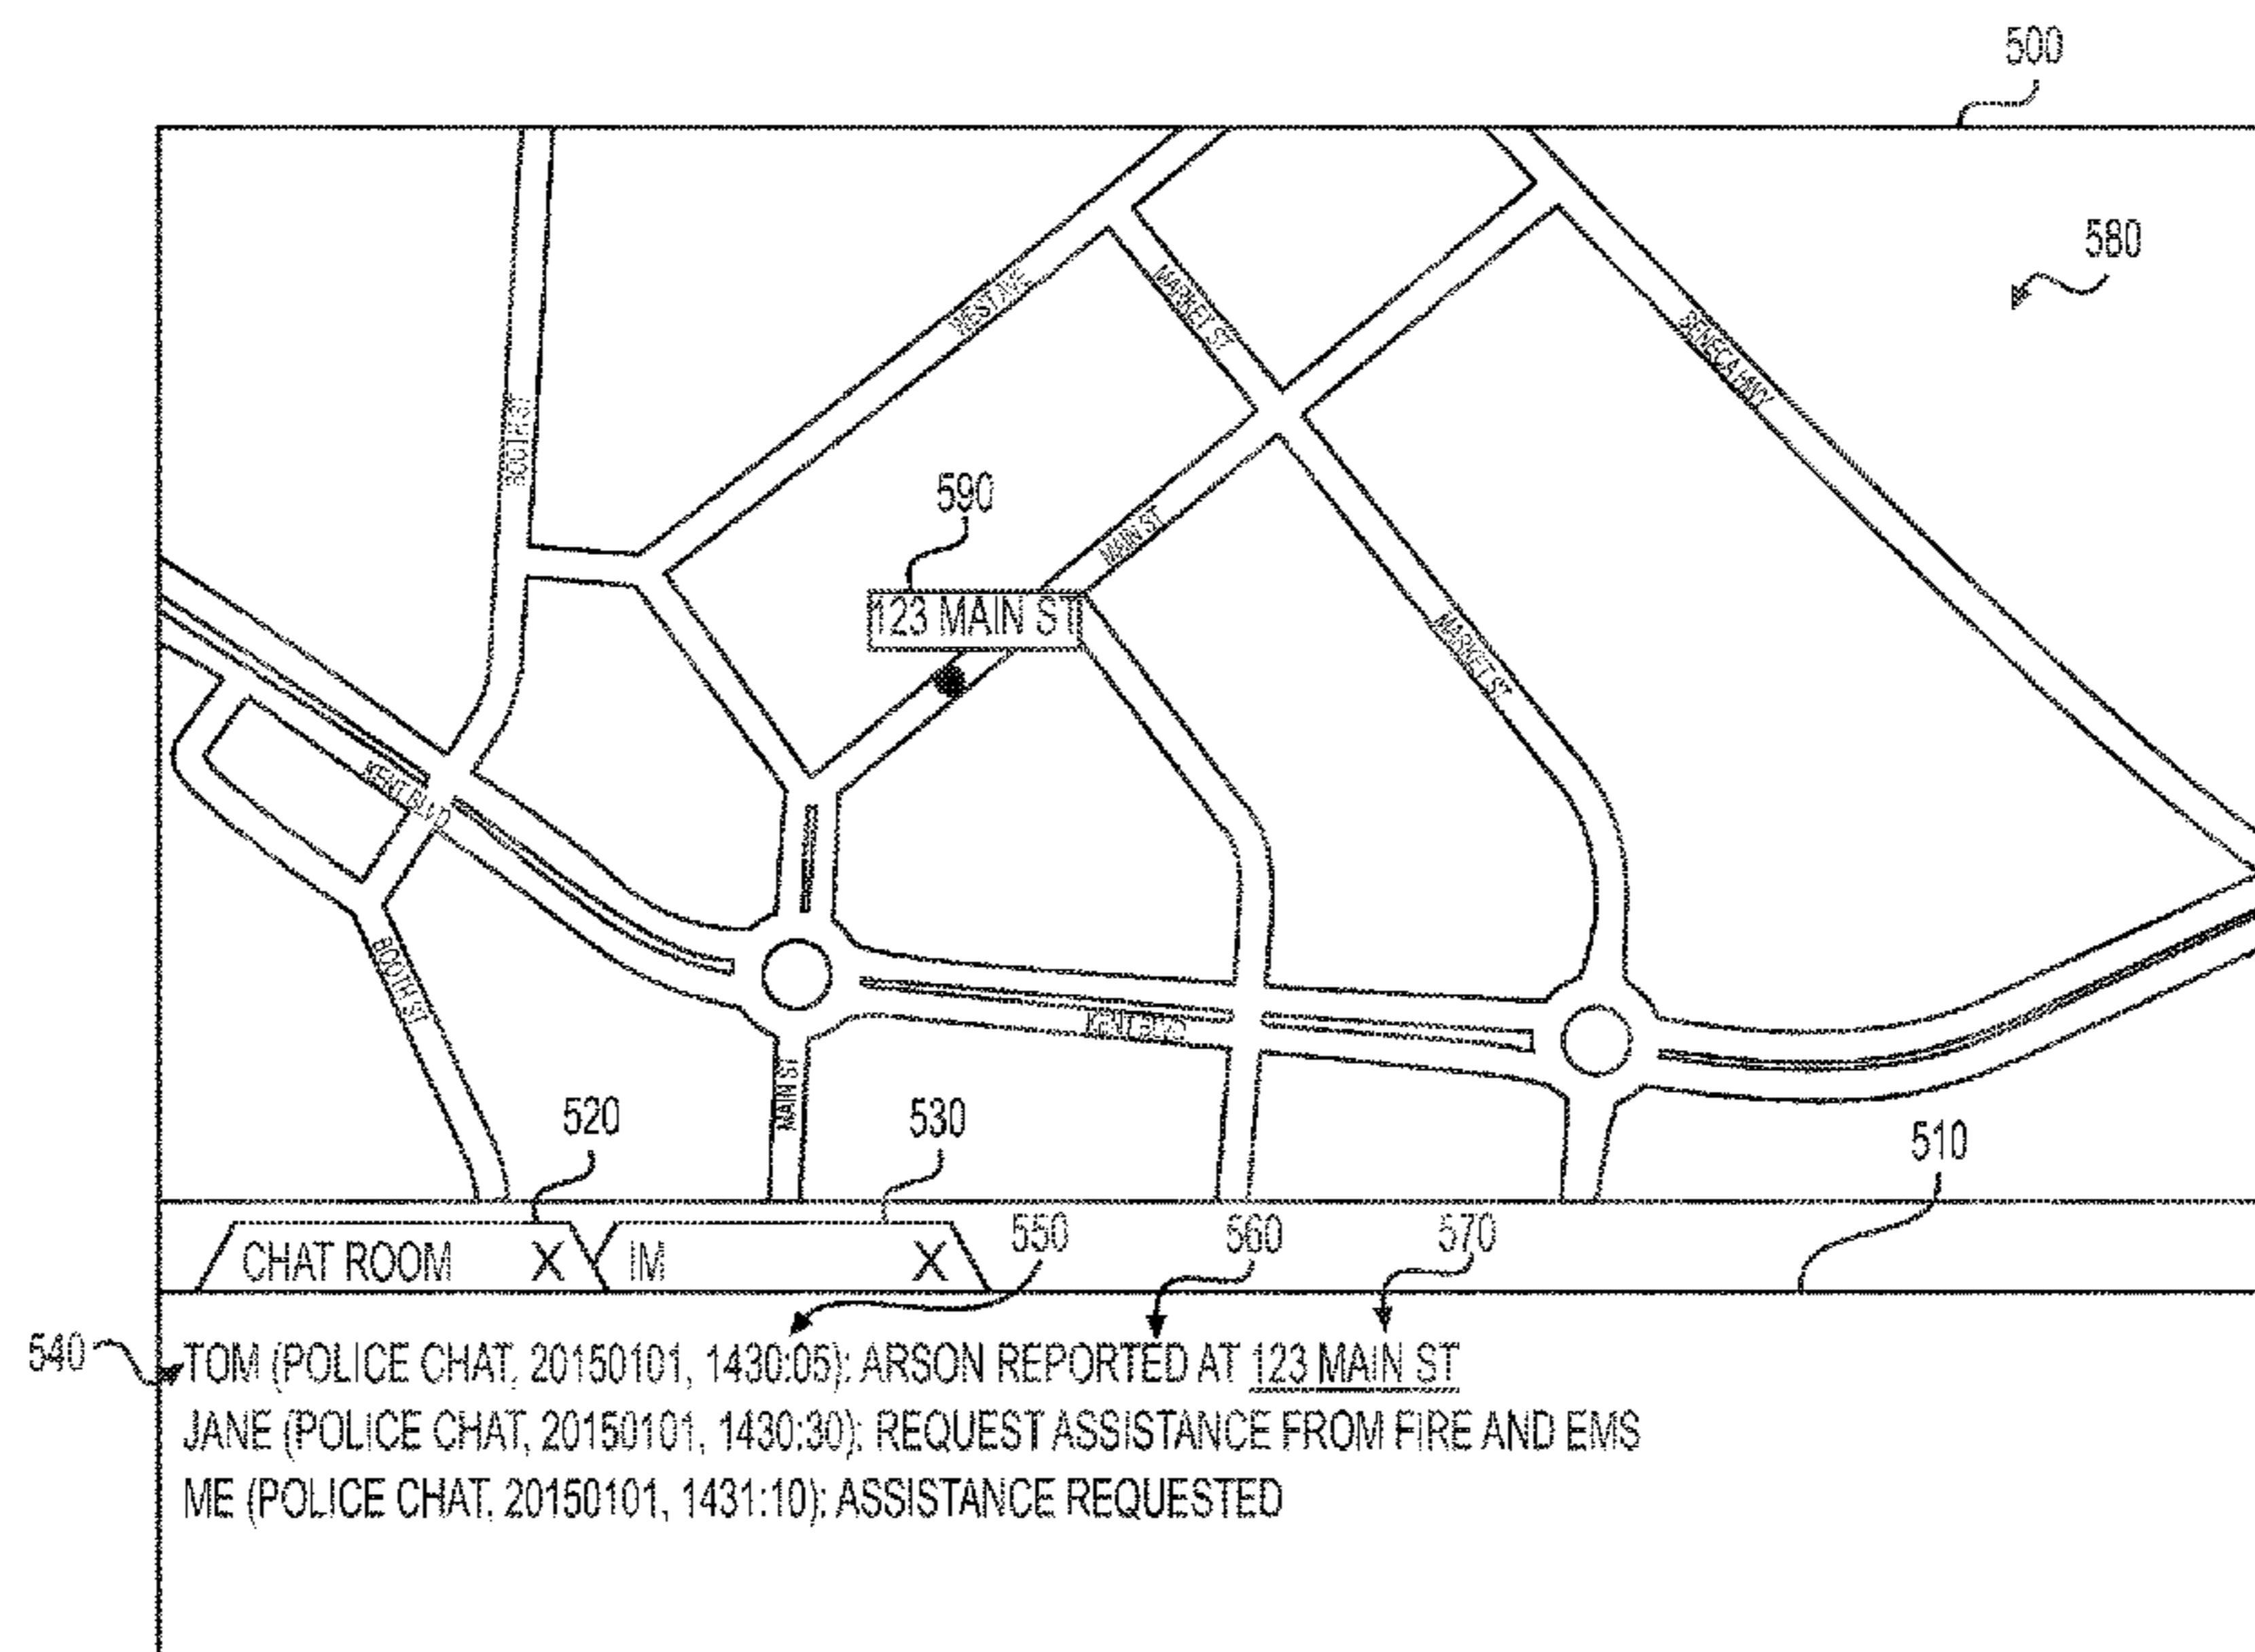 500
580
WEST AVE
MARKET ST
SENECA HWY
BOOTH ST
590
MAIN ST
123 MAIN ST
MARKET ST
KENT BLVD
BOOTH ST
KENT BLVD
MAIN ST
520
530
510
550
560
570
CHAT ROOM X IM X
540
TOM (POLICE CHAT, 20150101, 1430:05): ARSON REPORTED AT 123 MAIN ST
JANE (POLICE CHAT, 20150101, 1430:30): REQUEST ASSISTANCE FROM FIRE AND EMS
ME (POLICE CHAT, 20150101, 1431:10): ASSISTANCE REQUESTED